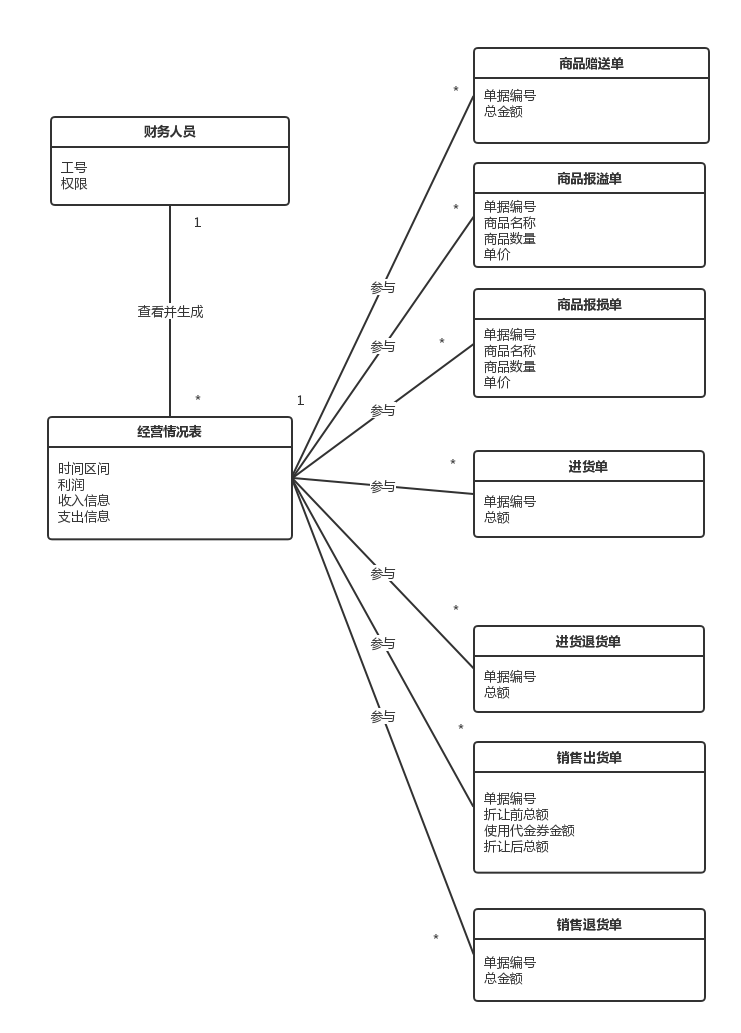 财务人员
工号
权限
1
查看并生成
*
经营情况表
时间区间
利润
收入信息
支出信息
1
参与
参与
参与
参与
参与
参与
参与
*
商品赠送单
单据编号
总金额
*
商品报溢单
单据编号
商品名称
商品数量
单价
*
商品报损单
单据编号
商品名称
商品数量
单价
*
进货单
单据编号
总额
*
进货退货单
单据编号
总额
*
销售出货单
单据编号
折让前总额
使用代金券金额
折让后总额
*
销售退货单
单据编号
总金额